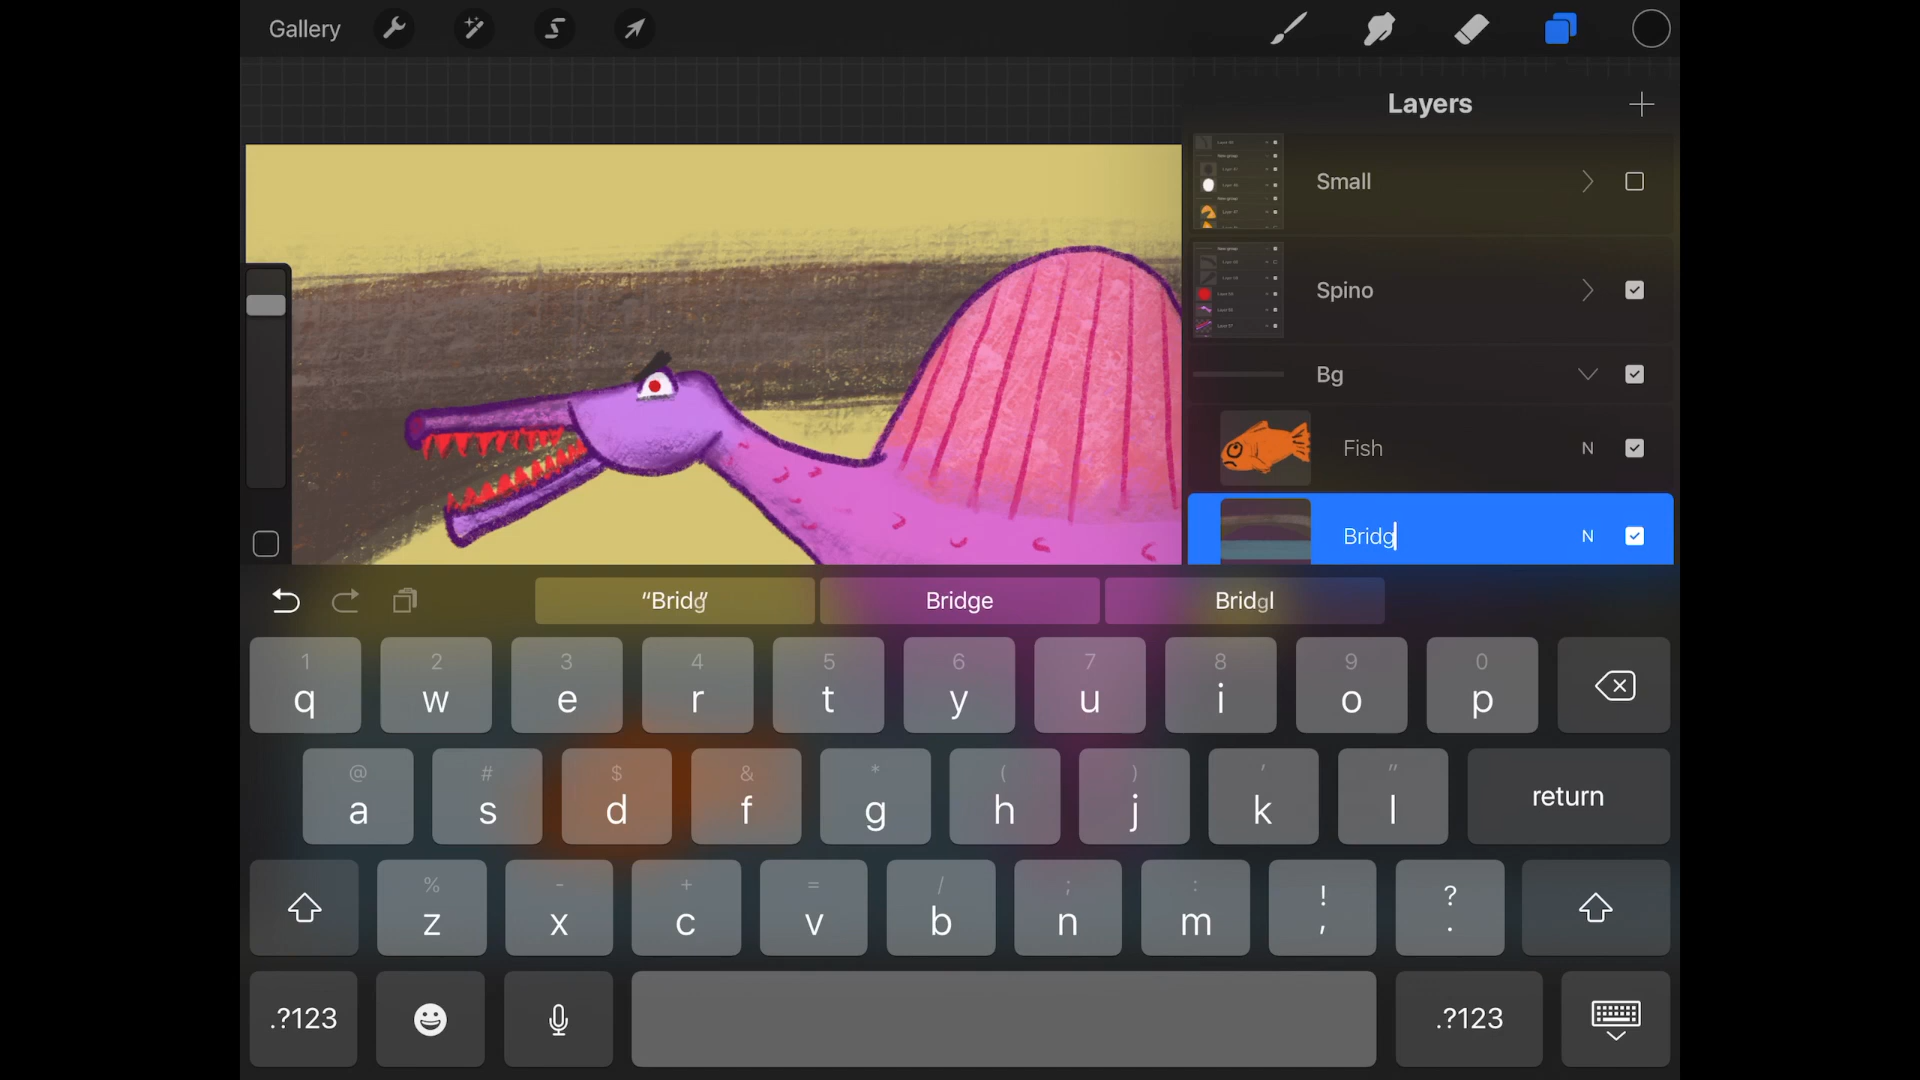 Gallery
Layers
Small
Spino
Bg
Fish N
Bridg N
“Bridg” Bridge Bridgl
1 2 3 4 5 6 7 8 9 0
q w e r t y u i o p
@ # $ & * ( ) ' "
a s d f g h j k l return
% - + = / ; : ! ?
z x c v b n m , .
.?123 .?123